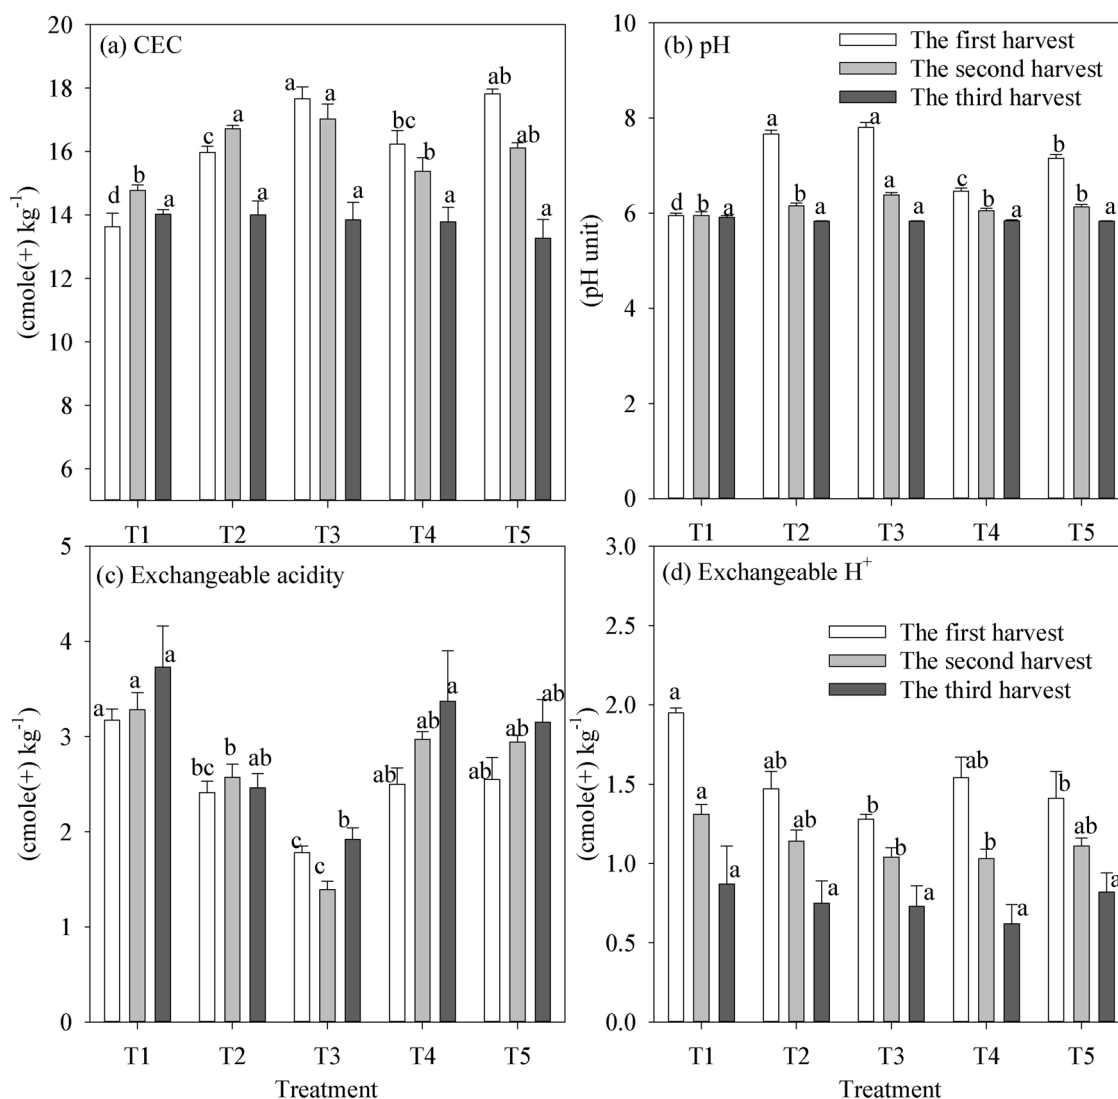 (a) CEC
20
18
16
14
12
10
8
6
(cmole(+) kg-1)
d b a
c a a
a a a
bc b a
ab ab a
T1 T2 T3 T4 T5
(b) pH
The first harvest
The second harvest
The third harvest
10
8
6
4
2
0
(pH unit)
d b a
a b a
a a a
c b a
b b a
T1 T2 T3 T4 T5
(c) Exchangeable acidity
5
4
3
2
1
0
(cmole(+) kg-1)
a a a
bc b ab
c c b
ab ab a
ab ab ab
T1 T2 T3 T4 T5
Treatment
(d) Exchangeable H+
The first harvest
The second harvest
The third harvest
3.0
2.5
2.0
1.5
1.0
0.5
0.0
(cmole(+) kg-1)
a a a
ab ab a
b b a
ab b a
b ab a
T1 T2 T3 T4 T5
Treatment